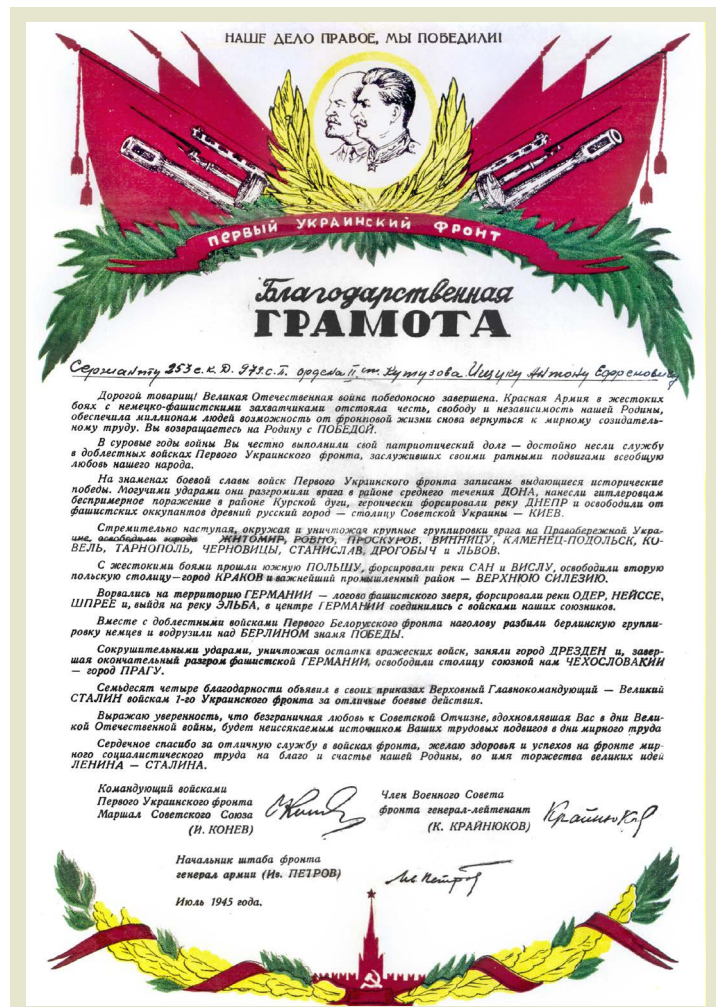 НАШЕ ДЕЛО ПРАВОЕ, МЫ ПОБЕДИЛИ!
ПЕРВЫЙ УКРАИНСКИЙ ФРОНТ
Благодарственная
ГРАМОТА
Сержанту 253 с.к.Д. 979.с.п. ордена II ст. Кутузова Ищуку Антону Ефремовичу
Дорогой товарищ! Великая Отечественная война победоносно завершена. Красная Армия в жестоких
боях с немецко-фашистскими захватчиками отстояла честь, свободу и независимость нашей Родины,
обеспечила миллионам людей возможность от фронтовой жизни снова вернуться к мирному созидатель-
ному труду. Вы возвращаетесь на Родину с ПОБЕДОЙ.
В суровые годы войны Вы честно выполнили свой патриотический долг — достойно несли службу
в доблестных войсках Первого Украинского фронта, заслуживших своими ратными подвигами всеобщую
любовь нашего народа.
На знаменах боевой славы войск Первого Украинского фронта записаны выдающиеся исторические
победы. Могучими ударами они разгромили врага в районе среднего течения ДОНА, нанесли гитлеровцам
беспримерное поражение в районе Курской дуги, героически форсировали реку ДНЕПР и освободили от
фашистских оккупантов древний русский город — столицу Советской Украины — КИЕВ.
Стремительно наступая, окружая и уничтожая крупные группировки врага на Правобережной Укра-
ине, освободили города ЖИТОМИР, РОВНО, ПРОСКУРОВ, ВИННИЦУ, КАМЕНЕЦ-ПОДОЛЬСК, КО-
ВЕЛЬ, ТАРНОПОЛЬ, ЧЕРНОВИЦЫ, СТАНИСЛАВ, ДРОГОБЫЧ и ЛЬВОВ.
С жестокими боями прошли южную ПОЛЬШУ, форсировали реки САН и ВИСЛУ, освободили вторую
польскую столицу—город КРАКОВ и важнейший промышленный район — ВЕРХНЮЮ СИЛЕЗИЮ.
Ворвались на территорию ГЕРМАНИИ — логово фашистского зверя, форсировали реки ОДЕР, НЕЙССЕ,
ШПРЕЕ и, выйдя на реку ЭЛЬБА, в центре ГЕРМАНИИ соединились с войсками наших союзников.
Вместе с доблестными войсками Первого Белорусского фронта наголову разбили берлинскую группи-
ровку немцев и водрузили над БЕРЛИНОМ знамя ПОБЕДЫ.
Сокрушительными ударами, уничтожая остатки вражеских войск, заняли город ДРЕЗДЕН и, завер-
шая окончательный разгром фашистской ГЕРМАНИИ, освободили столицу союзной нам ЧЕХОСЛОВАКИИ
— город ПРАГУ.
Семьдесят четыре благодарности объявил в своих приказах Верховный Главнокомандующий — Великий
СТАЛИН войскам 1-го Украинского фронта за отличные боевые действия.
Выражаю уверенность, что безграничная любовь к Советской Отчизне, вдохновлявшая Вас в дни Вели-
кой Отечественной войны, будет неиссякаемым источником Ваших трудовых подвигов в дни мирного труда
Сердечное спасибо за отличную службу в войсках фронта, желаю здоровья и успехов на фронте мир-
ного социалистического труда на благо и счастье нашей Родины, во имя торжества великих идей
ЛЕНИНА — СТАЛИНА.
Командующий войсками
Первого Украинского фронта
Маршал Советского Союза
(И. КОНЕВ)
Член Военного Совета
фронта генерал-лейтенант
(К. КРАЙНЮКОВ)
Крайнюков
Начальник штаба фронта
генерал армии (Ив. ПЕТРОВ)
Ив Петров
Июль 1945 года.